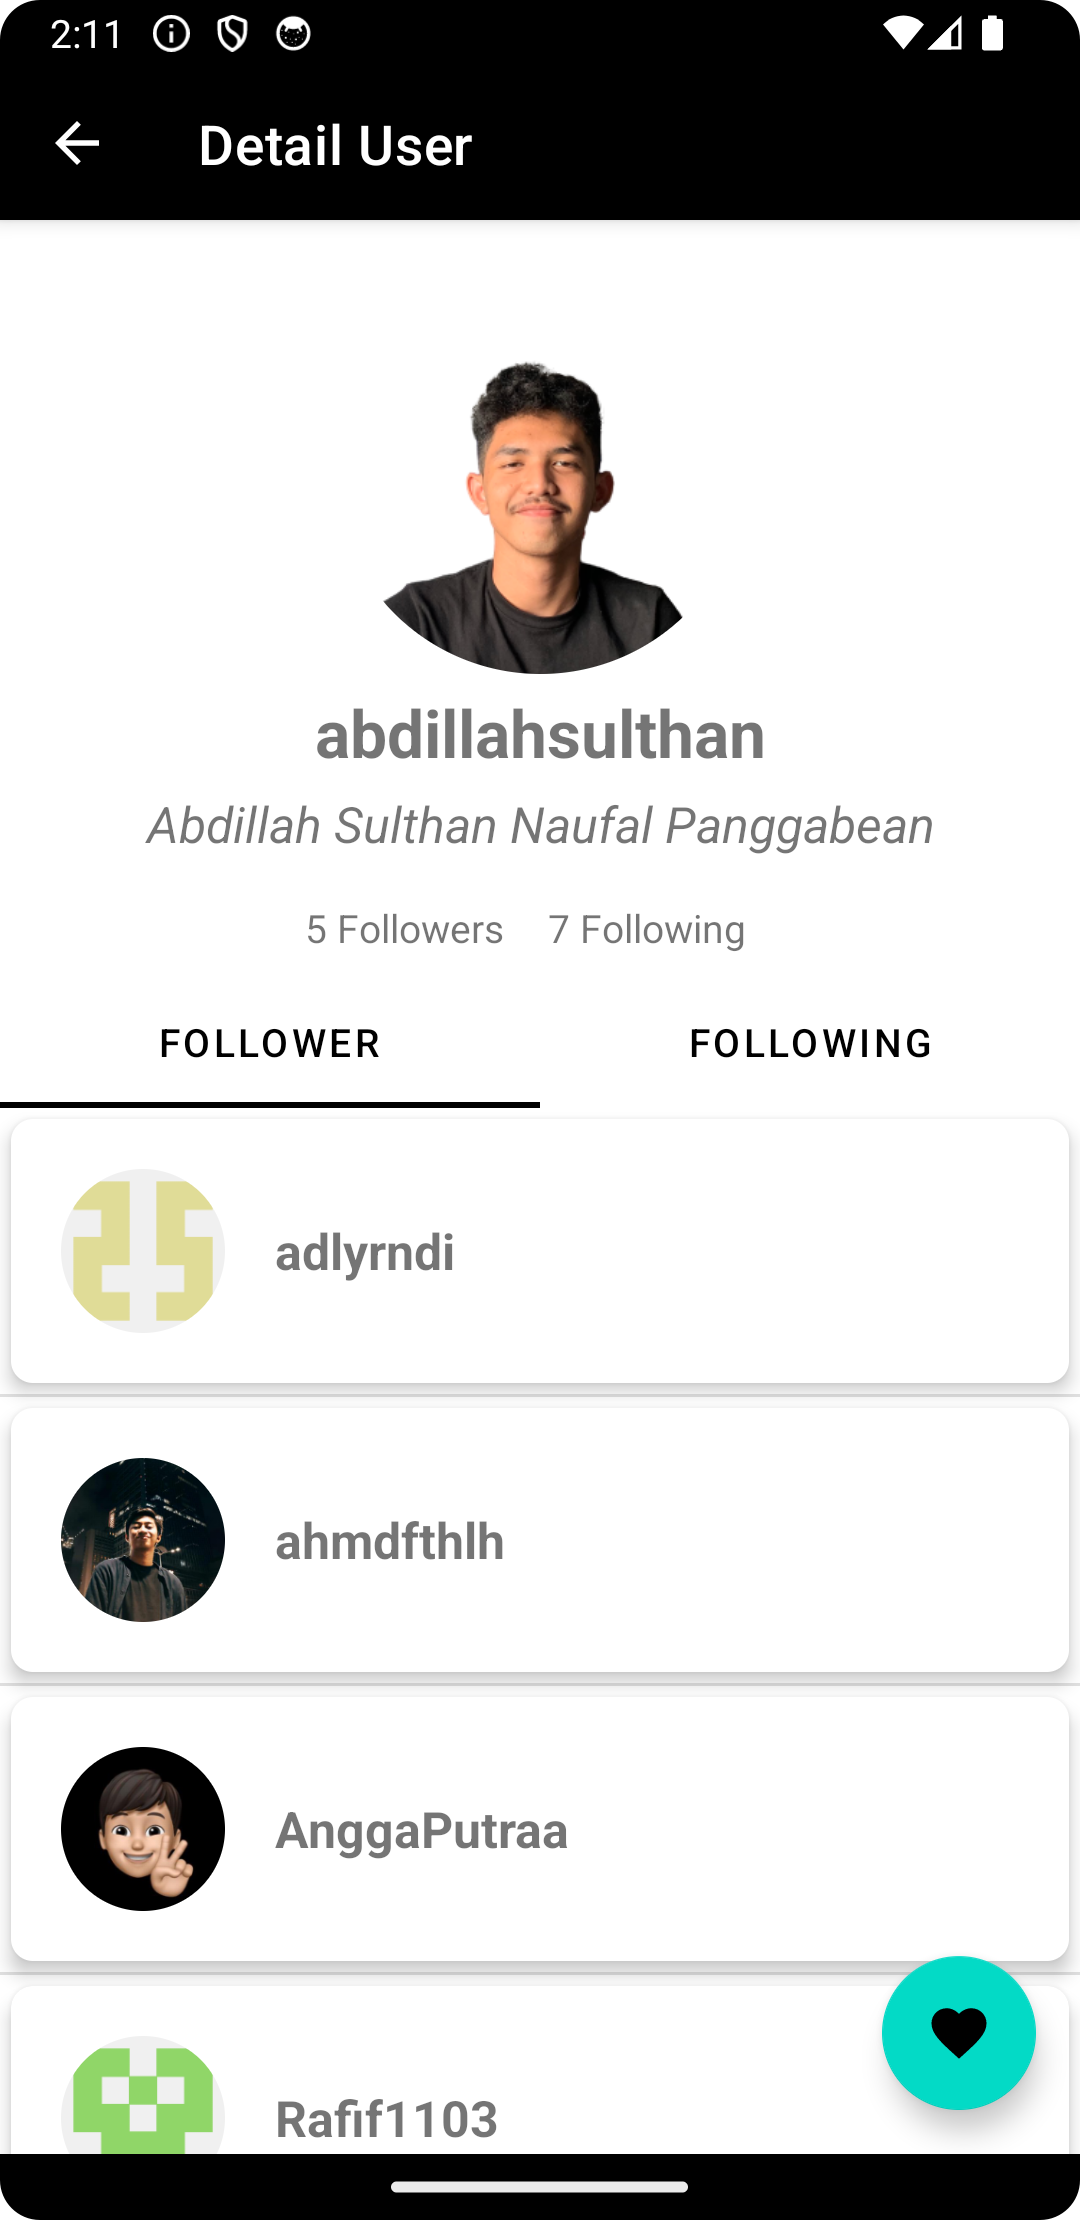 2:11
Detail User
abdillahsulthan
Abdillah Sulthan Naufal Panggabean
5 Followers 7 Following
FOLLOWER FOLLOWING
adlyrndi
ahmdfthlh
AnggaPutraa
Rafif1103